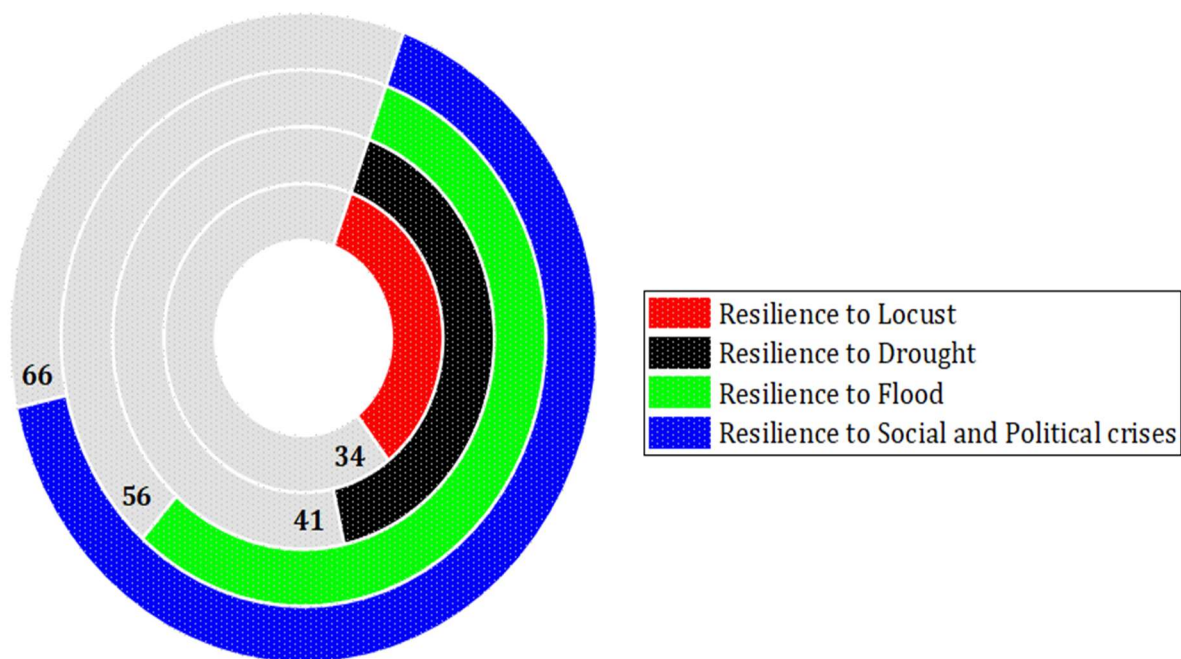 66
34
56
41
Resilience to Locust
Resilience to Drought
Resilience to Flood
Resilience to Social and Political crises